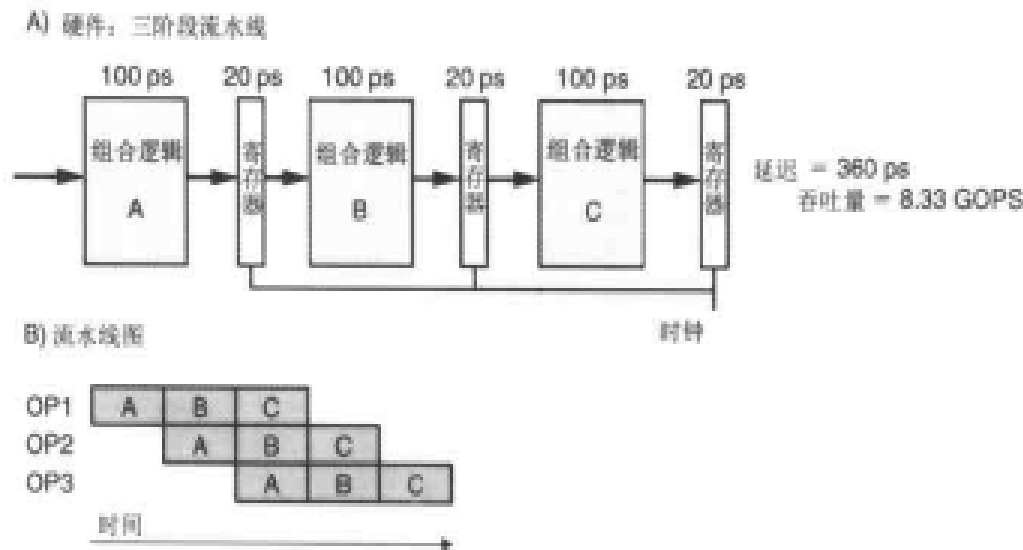 A) 硬件：三阶段流水线
100 ps 20 ps 100 ps 20 ps 100 ps 20 ps
组合逻辑
A
寄存器
组合逻辑
B
寄存器
组合逻辑
C
寄存器
延迟 = 360 ps
吞吐量 = 8.33 GOPS
时钟
B) 流水线图
OP1 A B C
OP2 A B C
OP3 A B C
时间